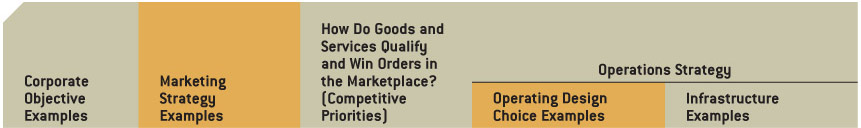 Corporate
Objective
Examples
Marketing
Strategy
Examples
How Do Goods and
Services Qualify
and Win Orders in
the Marketplace?
(Competitive
Priorities)
Operations Strategy
Operating Design
Choice Examples
Infrastructure
Examples